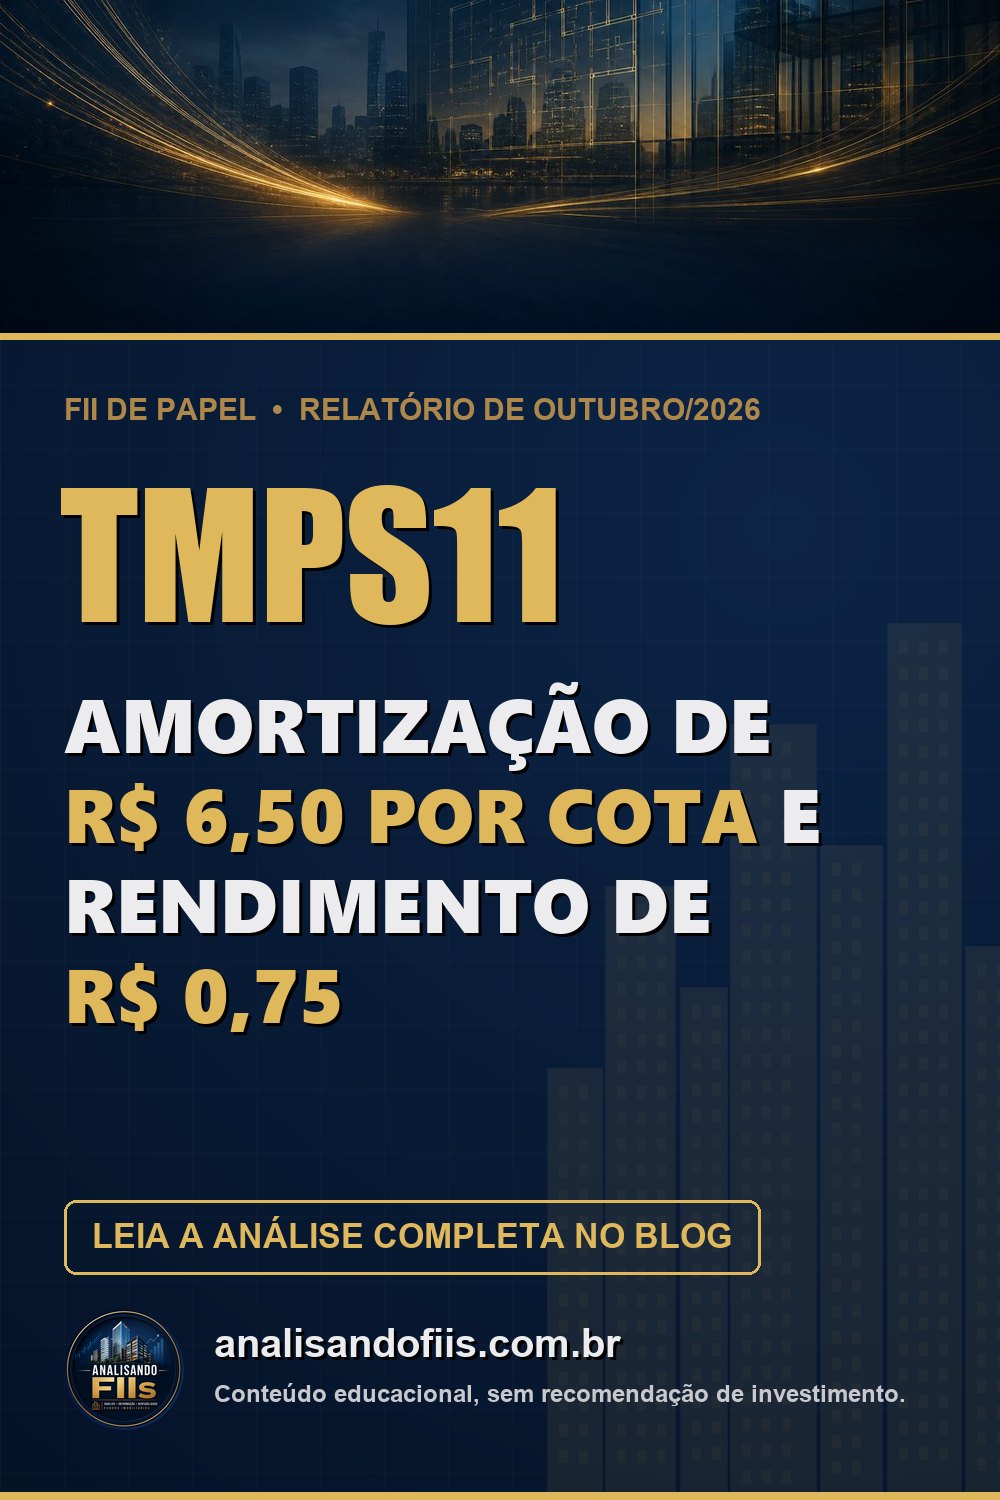 FII DE PAPEL • RELATÓRIO DE OUTUBRO/2026
TMPS11
AMORTIZAÇÃO DE
R$ 6,50 POR COTA E
RENDIMENTO DE
R$ 0,75
LEIA A ANÁLISE COMPLETA NO BLOG
ANALISANDO
FIIs
analisandofiis.com.br
Conteúdo educacional, sem recomendação de investimento.